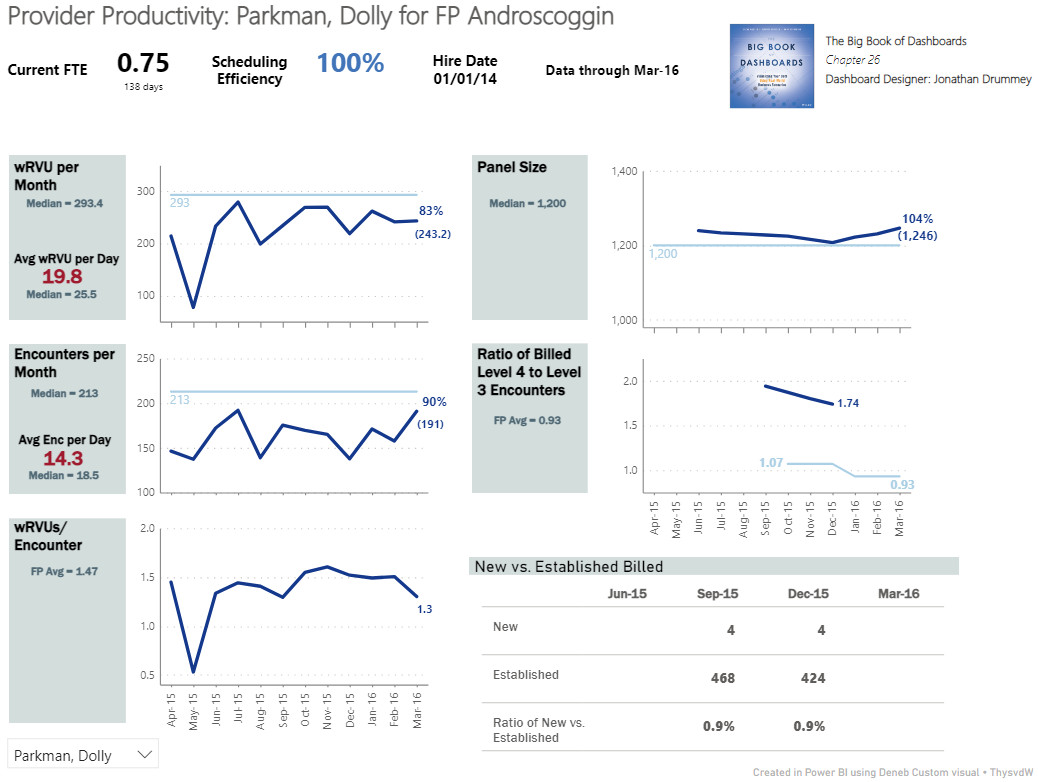 Provider Productivity: Parkman, Dolly for FP Androscoggin
Current FTE
0.75
138 days
Scheduling
Efficiency
100%
Hire Date
01/01/14
Data through Mar-16
BIG BOOK
DASHBOARDS
The Big Book of Dashboards
Chapter 26
Dashboard Designer: Jonathan Drummey
wRVU per
Month
Median = 293.4
Avg wRVU per Day
19.8
Median = 25.5
300
200
100
293
83%
(243.2)
Panel Size
Median = 1,200
1,400
1,200
1,000
1,200
104%
(1,246)
Encounters per
Month
Median = 213
Avg Enc per Day
14.3
Median = 18.5
250
200
150
100
213
90%
(191)
Ratio of Billed
Level 4 to Level
3 Encounters
FP Avg = 0.93
2.0
1.5
1.0
1.74
1.07
0.93
Apr-15
May-15
Jun-15
Jul-15
Aug-15
Sep-15
Oct-15
Nov-15
Dec-15
Jan-16
Feb-16
Mar-16
wRVUs/
Encounter
FP Avg = 1.47
2.0
1.5
1.0
0.5
1.3
Apr-15
May-15
Jun-15
Jul-15
Aug-15
Sep-15
Oct-15
Nov-15
Dec-15
Jan-16
Feb-16
Mar-16
New vs. Established Billed
Jun-15 Sep-15 Dec-15 Mar-16
New 4 4
Established 468 424
Ratio of New vs.
Established
0.9% 0.9%
Parkman, Dolly
Created in Power BI using Deneb Custom visual • ThysvdW